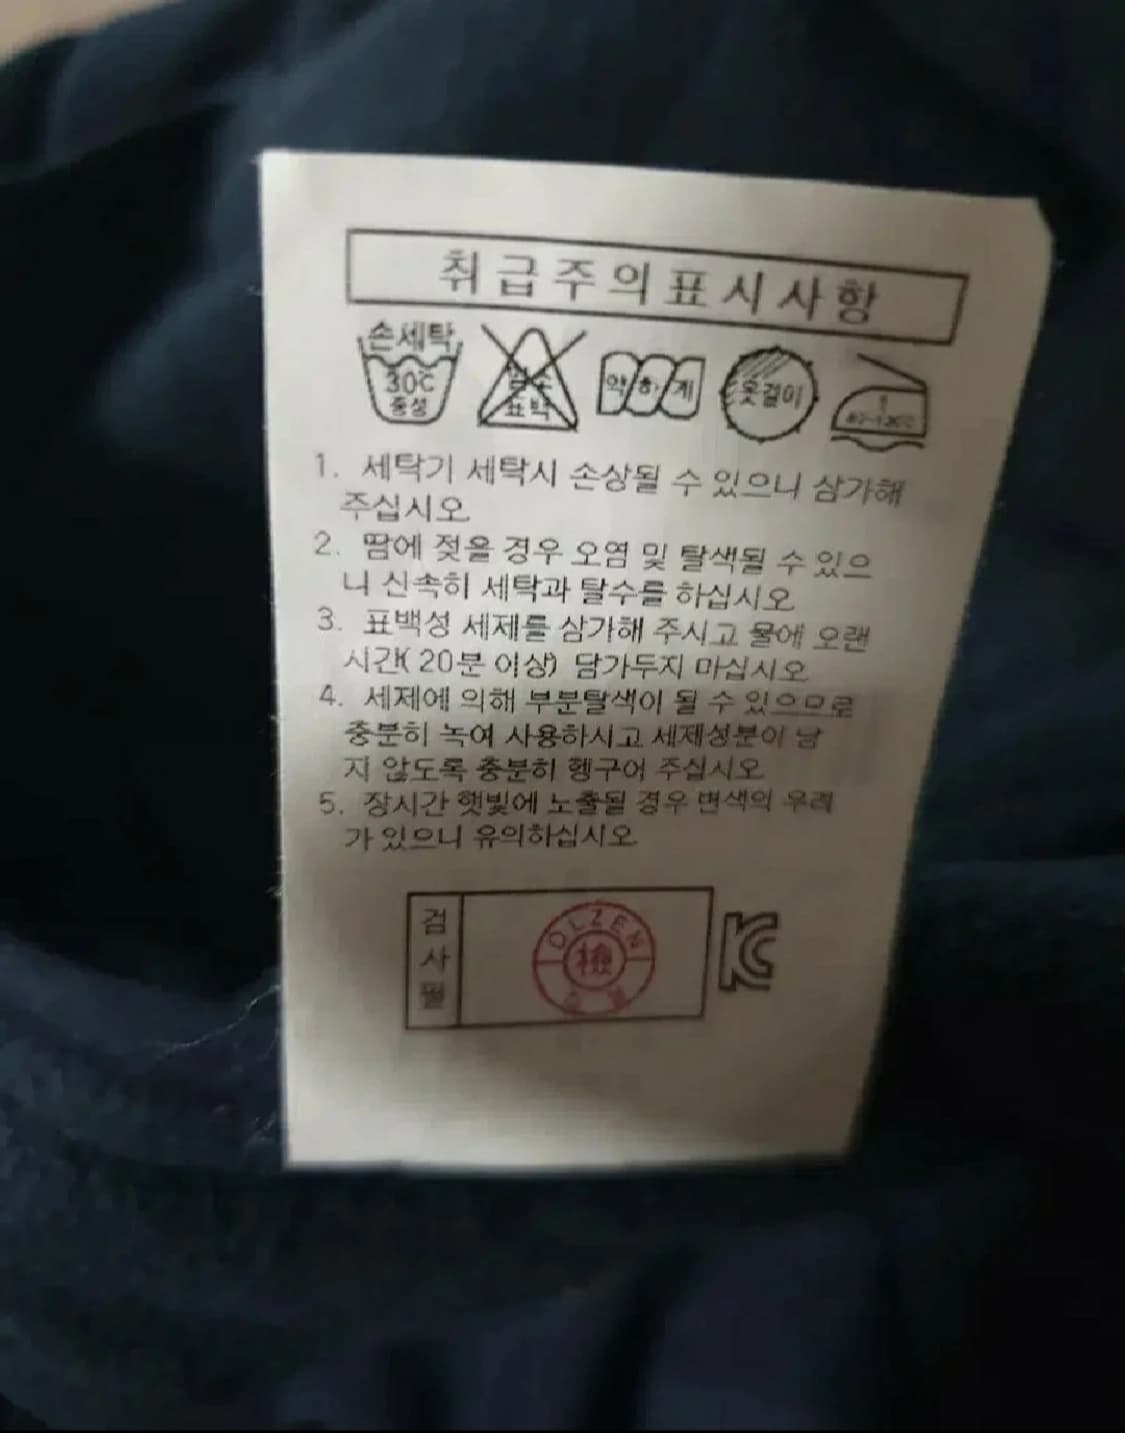 취급주의표시사항
손세탁
30℃
중성
염소
표백
약하게
옷걸이
1
80~120℃
1. 세탁기 세탁시 손상될 수 있으니 삼가해
주십시오
2. 땀에 젖을 경우 오염 및 탈색될 수 있으
니 신속히 세탁과 탈수를 하십시오
3. 표백성 세제를 삼가해 주시고 물에 오랜
시간(20분 이상) 담가두지 마십시오
4. 세제에 의해 부분탈색이 될 수 있으므로
충분히 녹여 사용하시고 세제성분이 남
지 않도록 충분히 헹구어 주십시오
5. 장시간 햇빛에 노출될 경우 변색의 우려
가 있으니 유의하십시오
검사필
OLZEN
檢
KC